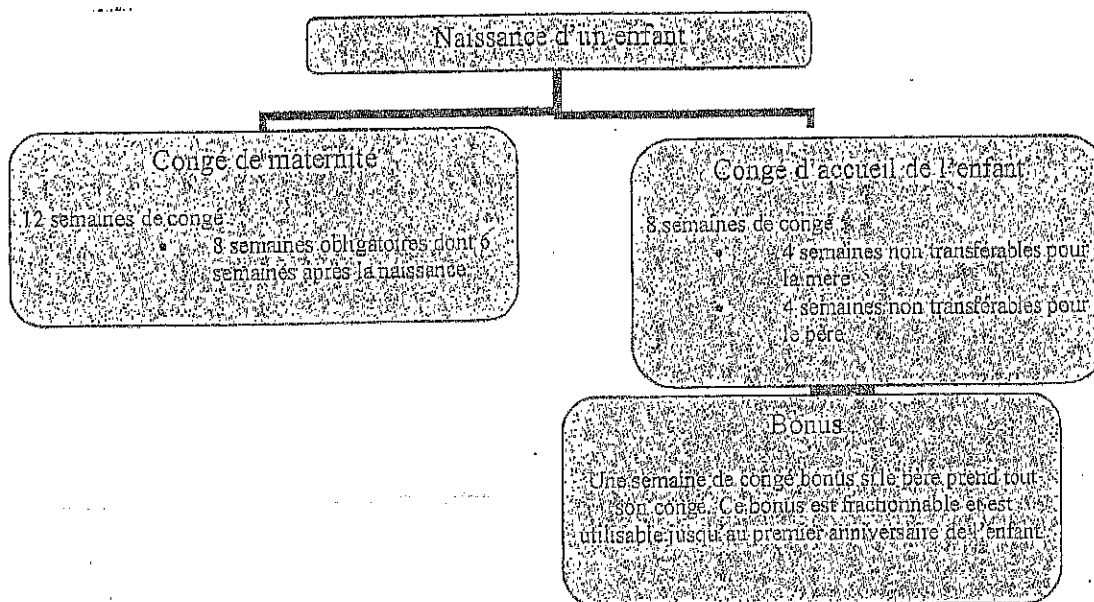 Naissance d'un enfant
Congé de maternité
12 semaines de congé
• 8 semaines obligatoires dont 6
semaines après la naissance
Congé d'accueil de l'enfant
8 semaines de congé :
• 4 semaines non transférables pour
la mère
• 4 semaines non transférables pour
le père
Bonus
Une semaine de congé bonus si le père prend tout
son congé. Ce bonus est fractionnable et est
utilisable jusqu'au premier anniversaire de l'enfant.